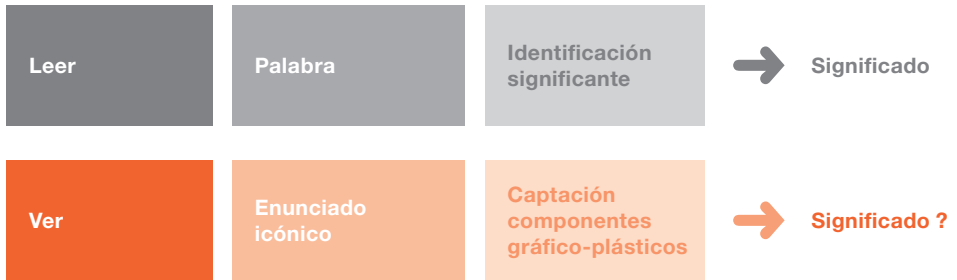 Leer
Palabra
Identificación
significante
Significado
Ver
Enunciado
icónico
Captación
componentes
gráfico-plásticos
Significado ?